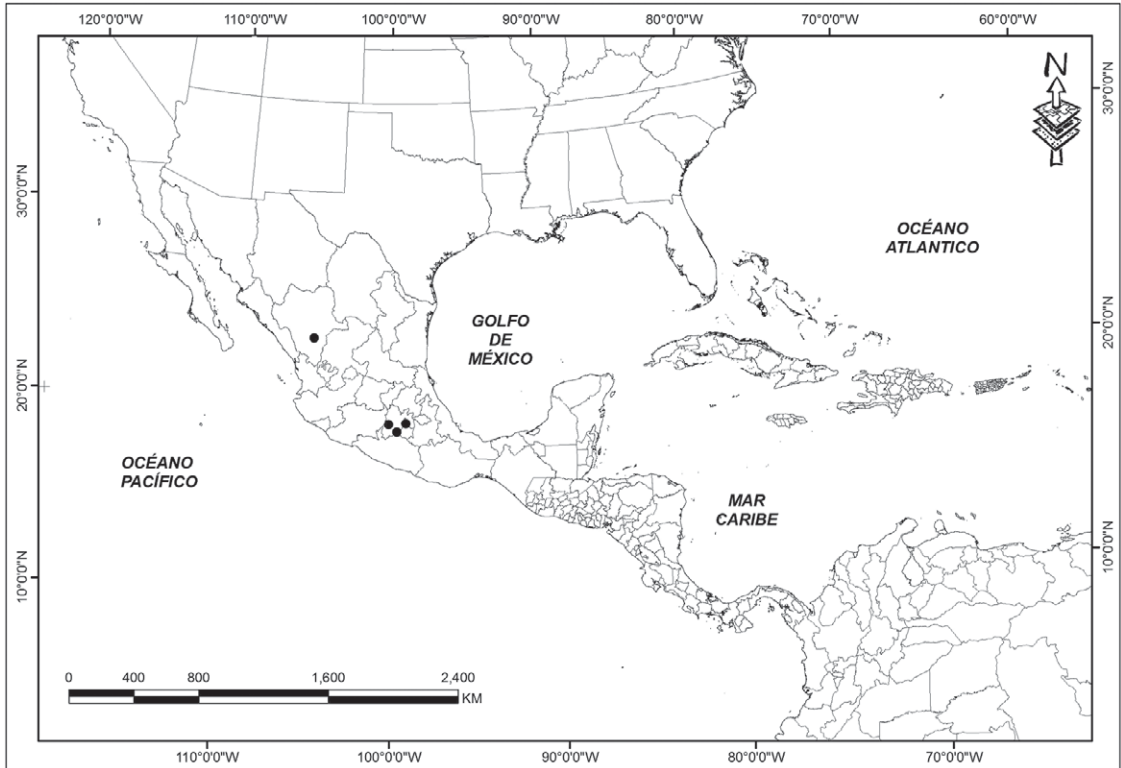 120°0'0"W 110°0'0"W 100°0'0"W 90°0'0"W 80°0'0"W 70°0'0"W 60°0'0"W
N
30°0'0"N
30°0'0"N
OCÉANO
ATLANTICO
GOLFO
DE
MÉXICO
20°0'0"N
20°0'0"N
OCÉANO
PACÍFICO
MAR
CARIBE
10°0'0"N
10°0'0"N
0 400 800 1,600 2,400
KM
110°0'0"W 100°0'0"W 90°0'0"W 80°0'0"W 70°0'0"W